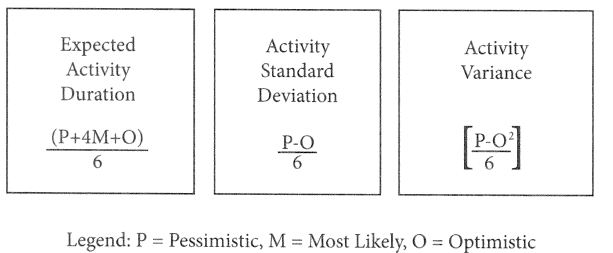 Expected
Activity
Duration
(P+4M+O)
6
Activity
Standard
Deviation
P-O
6
Activity
Variance
[P-O²
6]
Legend: P = Pessimistic, M = Most Likely, O = Optimistic